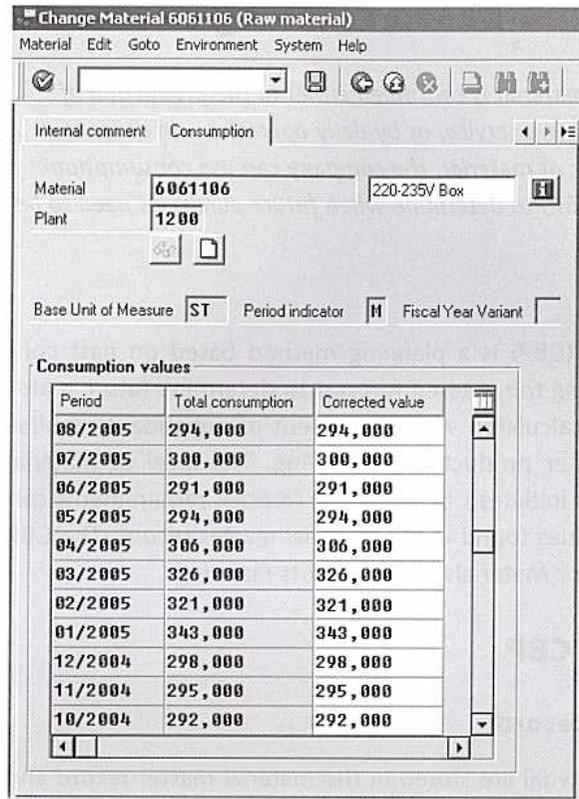 Change Material 6061106 (Raw material)
Material Edit Goto Environment System Help
Internal comment Consumption
Material 6061106 220-235V Box
Plant 1200
Base Unit of Measure ST Period indicator M Fiscal Year Variant
Consumption values
Period Total consumption Corrected value
08/2005 294,000 294,000
07/2005 300,000 300,000
06/2005 291,000 291,000
05/2005 294,000 294,000
04/2005 306,000 306,000
03/2005 326,000 326,000
02/2005 321,000 321,000
01/2005 343,000 343,000
12/2004 298,000 298,000
11/2004 295,000 295,000
10/2004 292,000 292,000